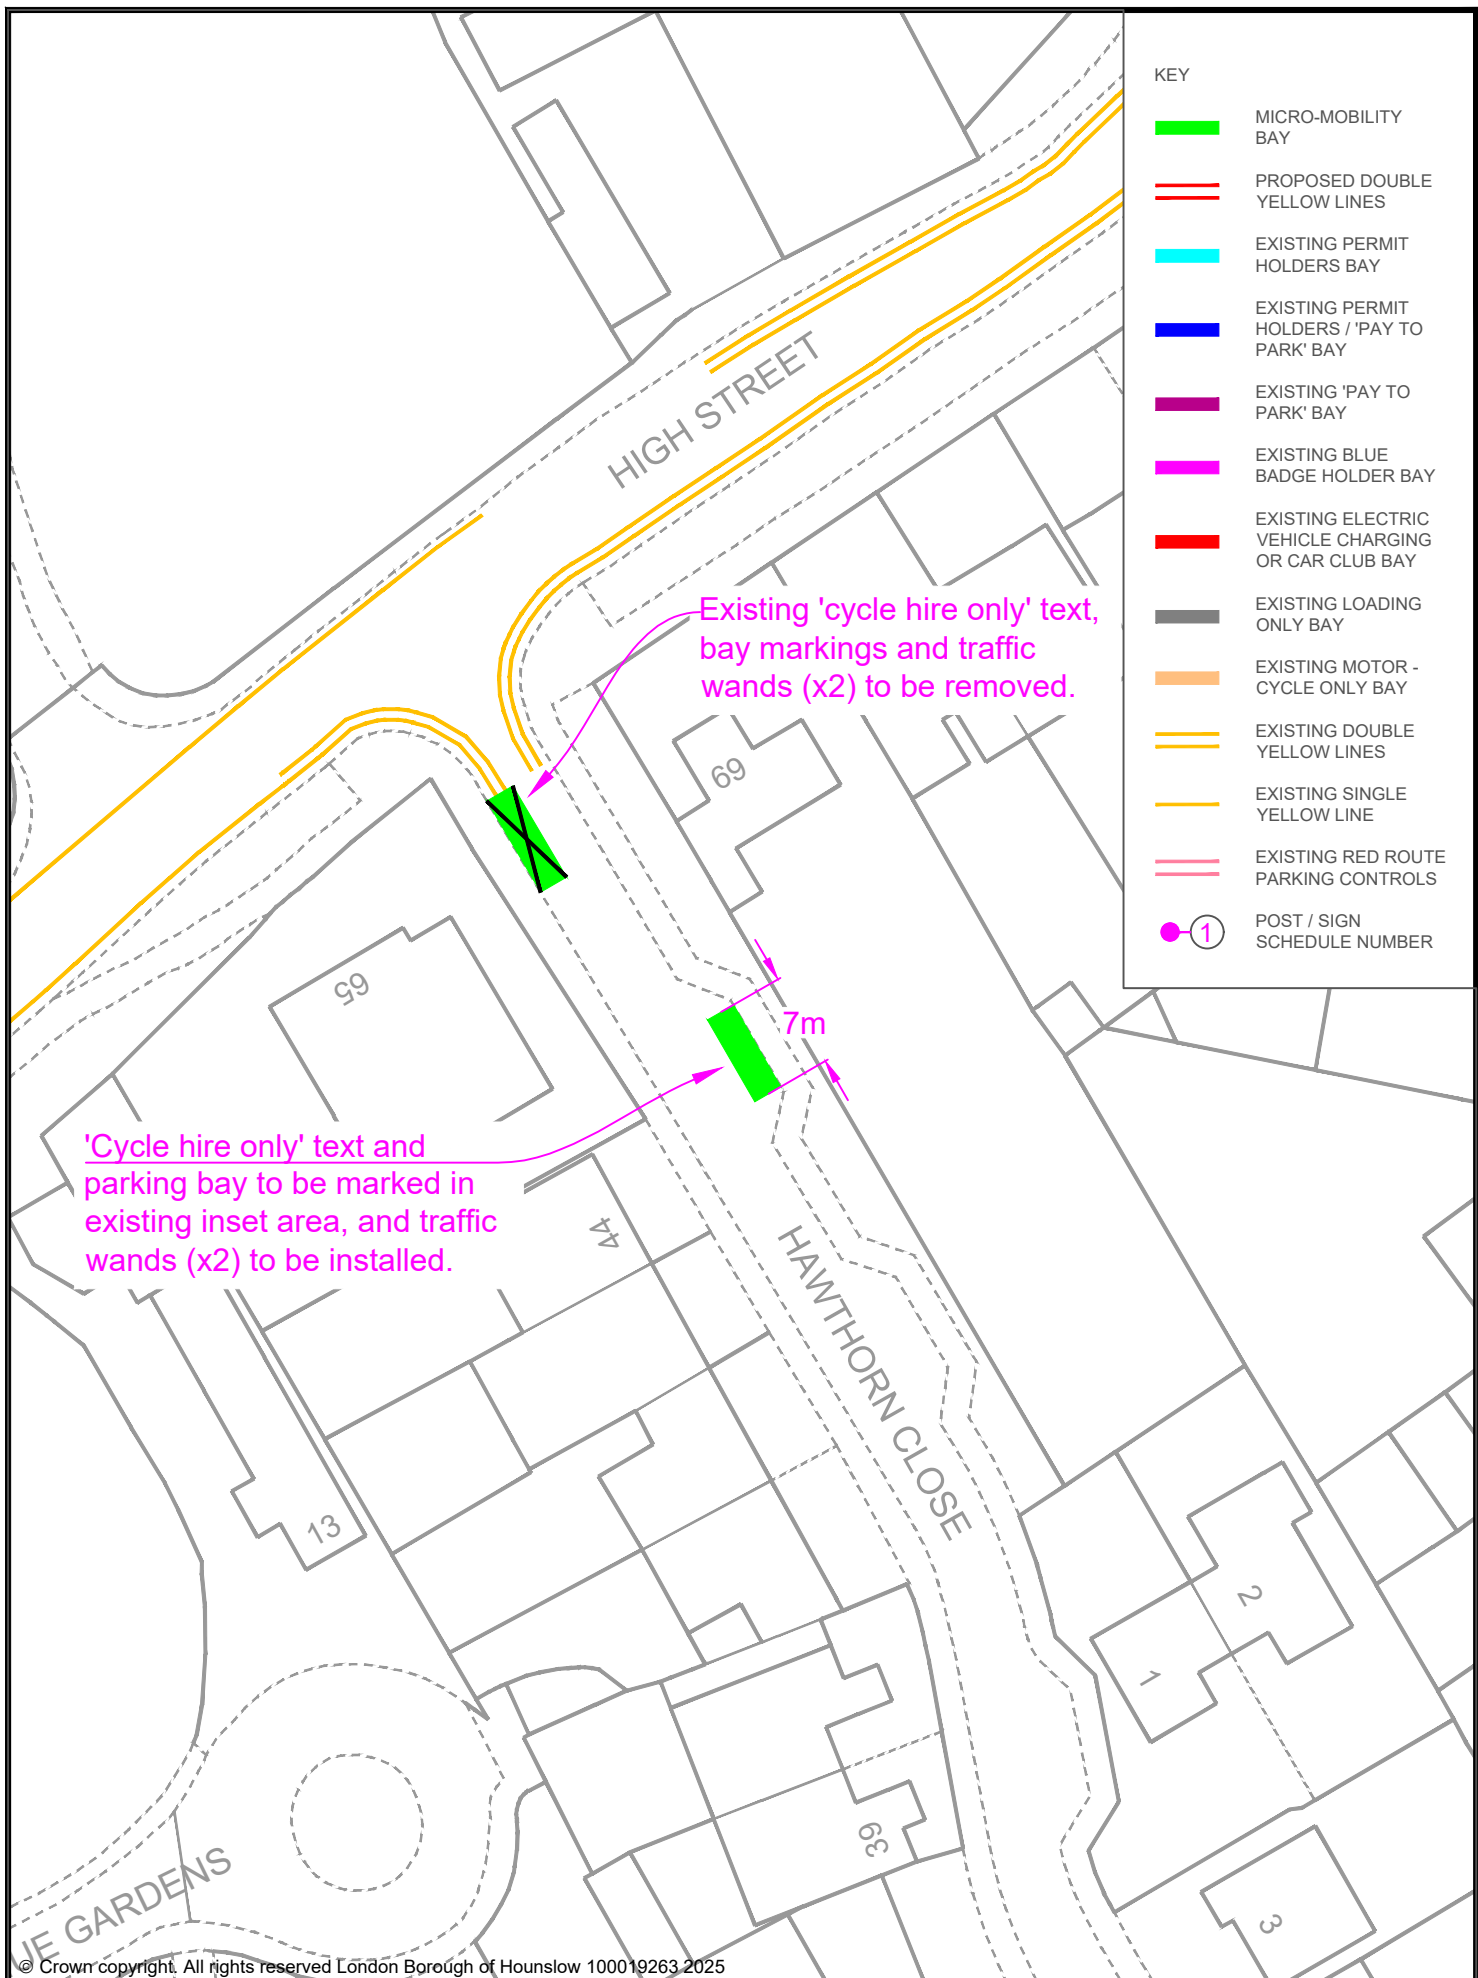 KEY
MICRO-MOBILITY
BAY
PROPOSED DOUBLE
YELLOW LINES
EXISTING PERMIT
HOLDERS BAY
EXISTING PERMIT
HOLDERS / 'PAY TO
PARK' BAY
EXISTING 'PAY TO
PARK' BAY
EXISTING BLUE
BADGE HOLDER BAY
EXISTING ELECTRIC
VEHICLE CHARGING
OR CAR CLUB BAY
EXISTING LOADING
ONLY BAY
EXISTING MOTOR -
CYCLE ONLY BAY
EXISTING DOUBLE
YELLOW LINES
EXISTING SINGLE
YELLOW LINE
EXISTING RED ROUTE
PARKING CONTROLS
1
POST / SIGN
SCHEDULE NUMBER
HIGH STREET
Existing 'cycle hire only' text,
bay markings and traffic
wands (x2) to be removed.
69
65
7m
'Cycle hire only' text and
parking bay to be marked in
existing inset area, and traffic
wands (x2) to be installed.
44
HAWTHORN CLOSE
13
2
1
39
3
UE GARDENS
© Crown copyright. All rights reserved London Borough of Hounslow 100019263 2025